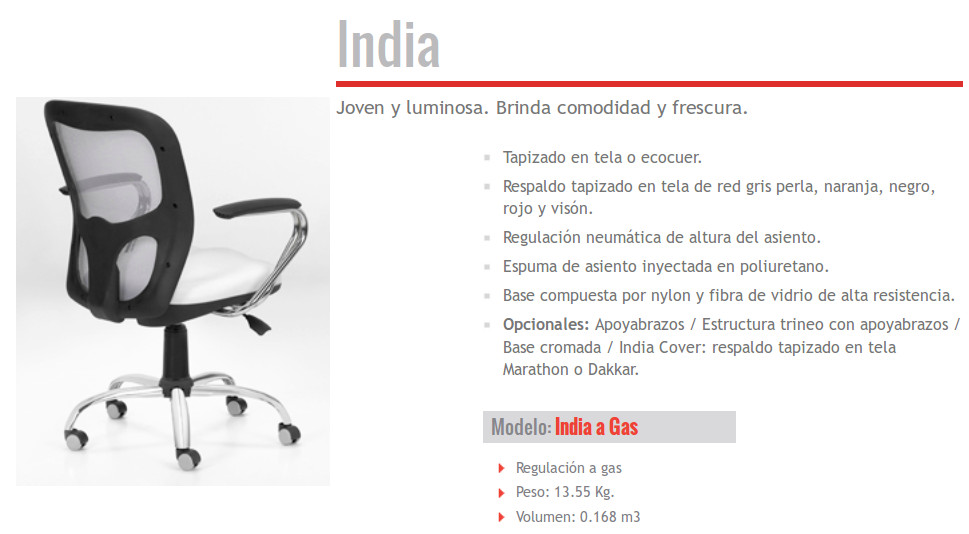 India
Joven y luminosa. Brinda comodidad y frescura.
Tapizado en tela o ecocuer.
Respaldo tapizado en tela de red gris perla, naranja, negro,
rojo y visón.
Regulación neumática de altura del asiento.
Espuma de asiento inyectada en poliuretano.
Base compuesta por nylon y fibra de vidrio de alta resistencia.
Opcionales: Apoyabrazos / Estructura trineo con apoyabrazos /
Base cromada / India Cover: respaldo tapizado en tela
Marathon o Dakkar.
Modelo: India a Gas
Regulación a gas
Peso: 13.55 Kg.
Volumen: 0.168 m3